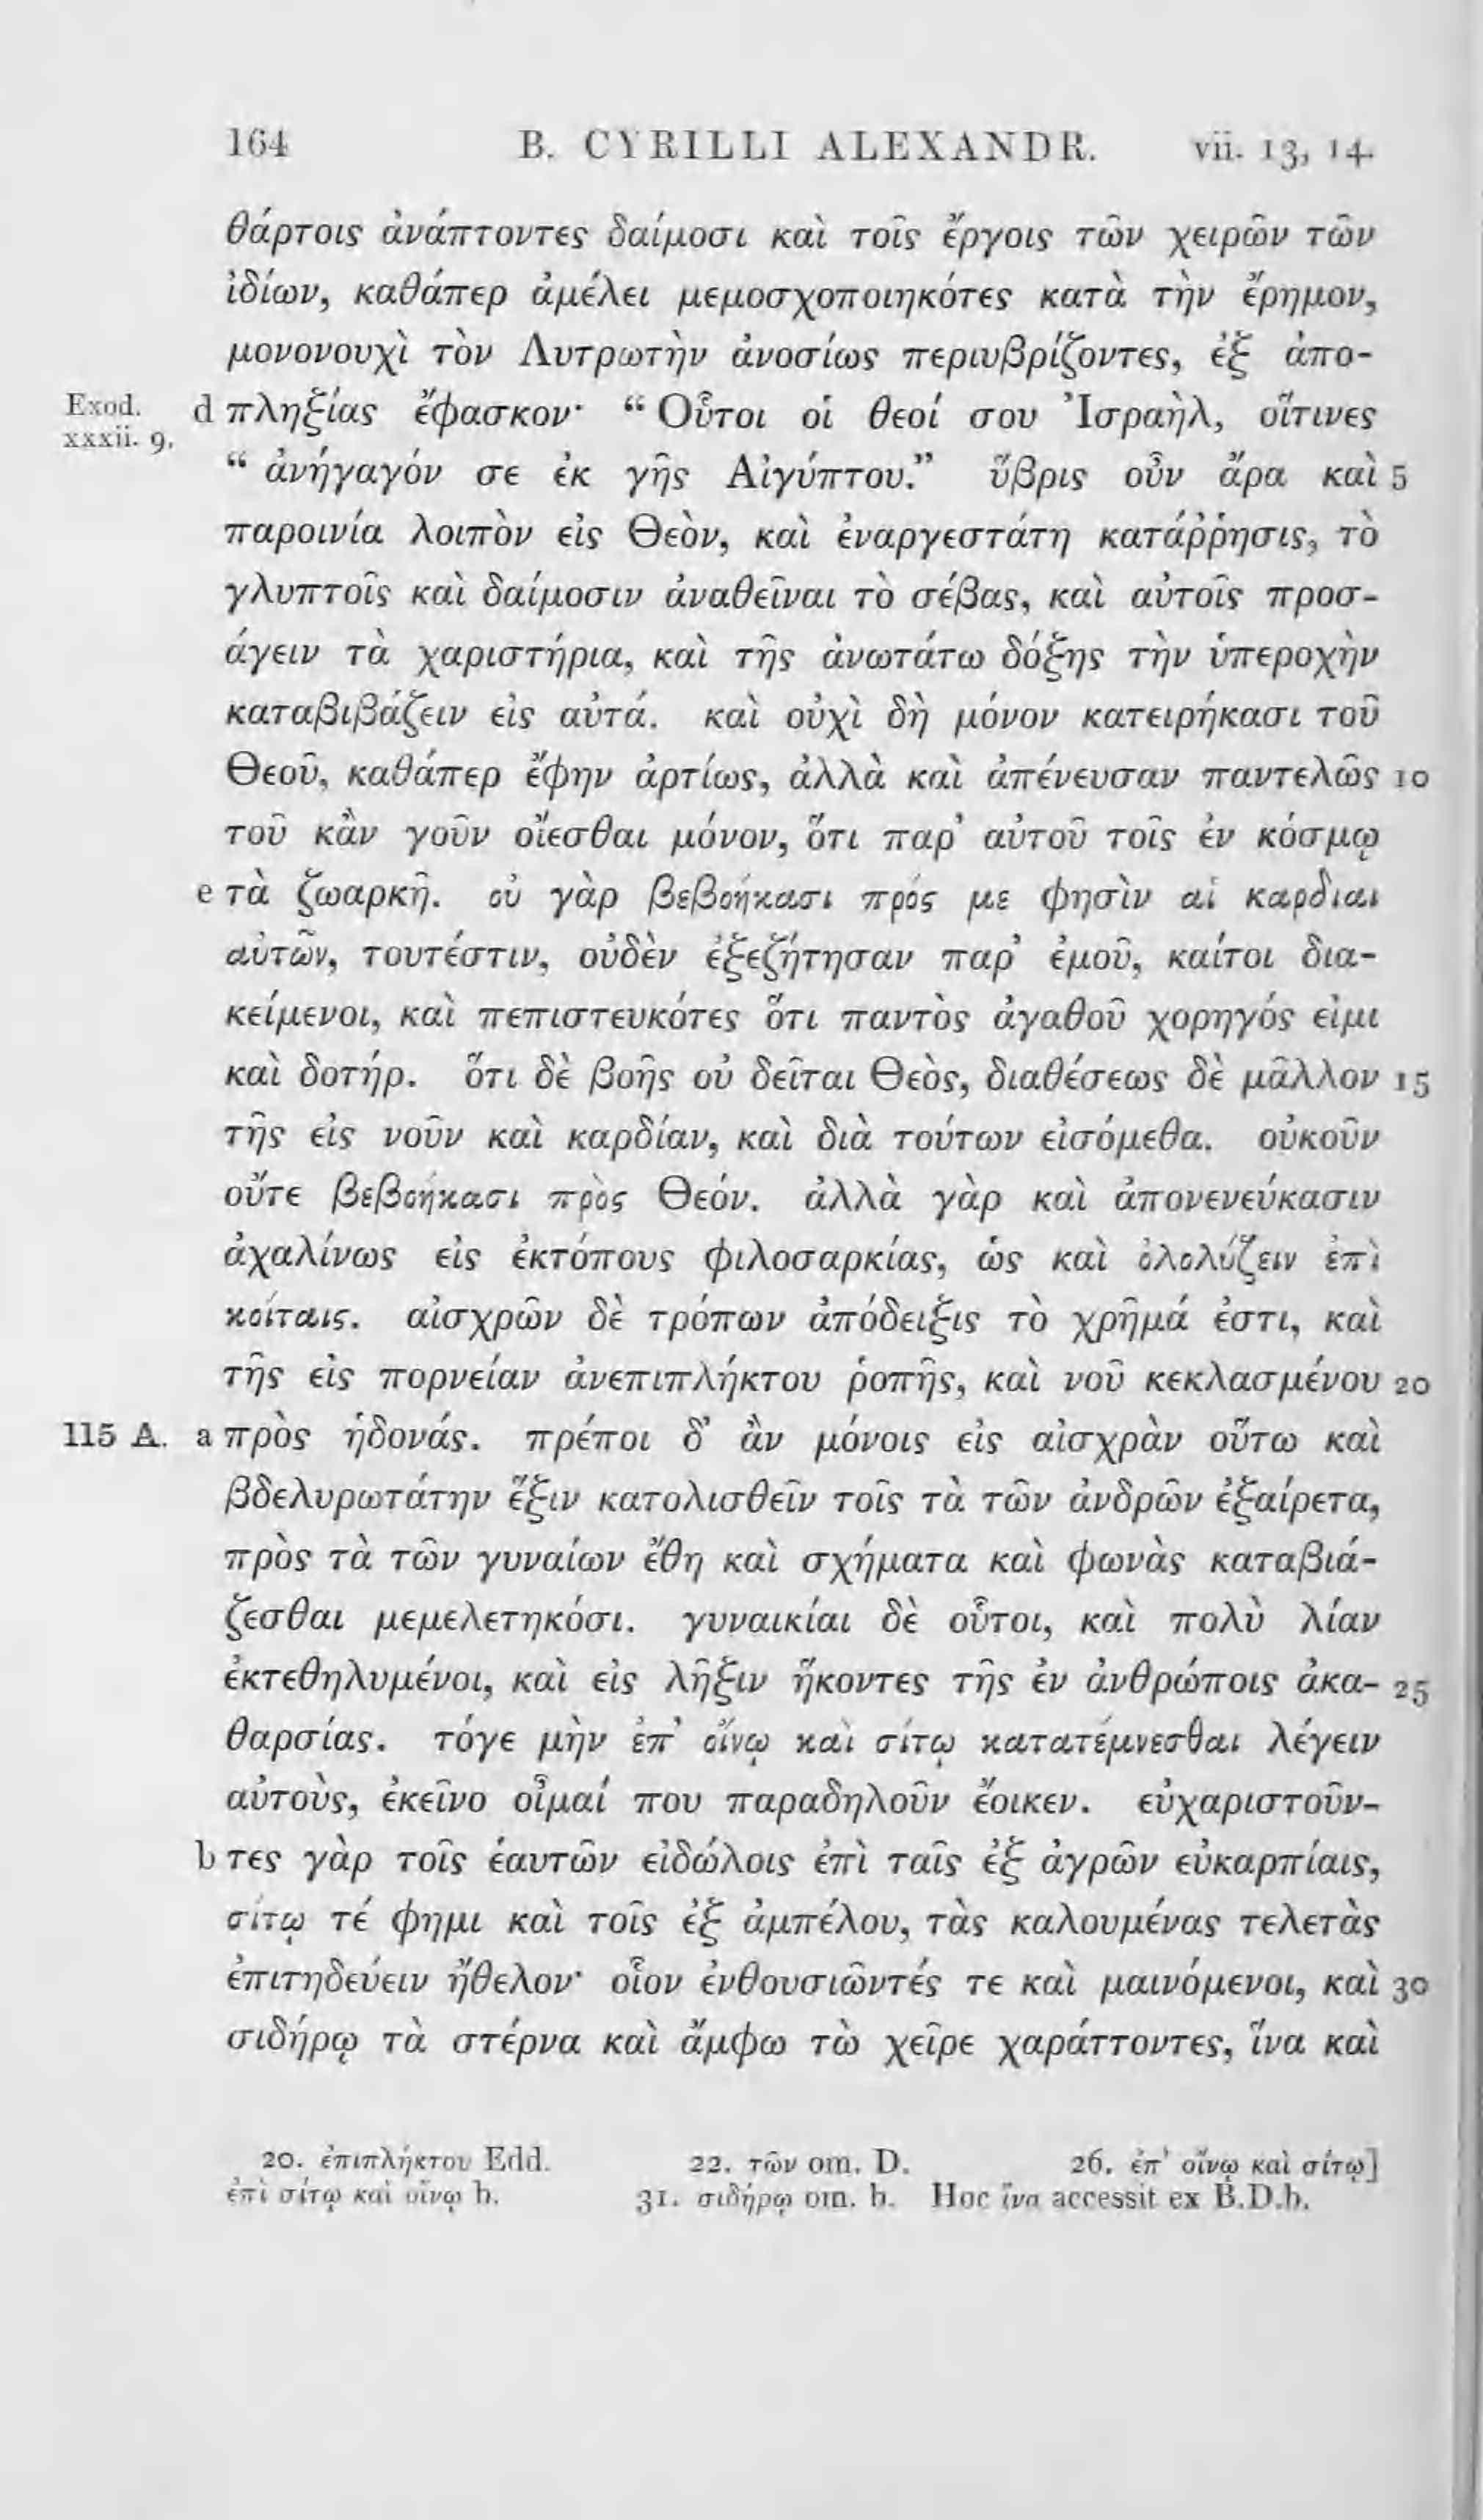 164 B. CYRILLI ALEXANDR. vii. 13, 14.
θάρτοις ἀνάπτοντες δαίμοσι καὶ τοῖς ἔργοις τῶν χειρῶν τῶν
ἰδίων, καθάπερ ἀμέλει μεμοσχοποιηκότες κατὰ τὴν ἔρημον,
μονονουχὶ τὸν Λυτρωτὴν ἀνοσίως περιυβρίζοντες, ἐξ ἀπο-
Exod. xxxii. 9. d πληξίας ἔφασκον· “ Οὗτοι οἱ θεοί σου Ἰσραὴλ, οἵτινες
“ ἀνήγαγόν σε ἐκ γῆς Αἰγύπτου.” ὕβρις οὖν ἄρα καὶ 5
παροινία λοιπὸν εἰς Θεὸν, καὶ ἐναργεστάτη κατάῤῥησις, τὸ
γλυπτοῖς καὶ δαίμοσιν ἀναθεῖναι τὸ σέβας, καὶ αὐτοῖς προσ-
άγειν τὰ χαριστήρια, καὶ τῆς ἀνωτάτω δόξης τὴν ὑπεροχὴν
καταβιβάζειν εἰς αὐτά. καὶ οὐχὶ δὴ μόνον κατειρήκασι τοῦ
Θεοῦ, καθάπερ ἔφην ἀρτίως, ἀλλὰ καὶ ἀπένευσαν παντελῶς 10
τοῦ κἂν γοῦν οἴεσθαι μόνον, ὅτι παρ’ αὐτοῦ τοῖς ἐν κόσμῳ
e τὰ ζωαρκῆ. οὐ γὰρ βεβοήκασι πρός με φησὶν αἱ καρδίαι
αὐτῶν, τουτέστιν, οὐδὲν ἐξεζήτησαν παρ’ ἐμοῦ, καίτοι δια-
κείμενοι, καὶ πεπιστευκότες ὅτι παντὸς ἀγαθοῦ χορηγός εἰμι
καὶ δοτήρ. ὅτι δὲ βοῆς οὐ δεῖται Θεὸς, διαθέσεως δὲ μᾶλλον 15
τῆς εἰς νοῦν καὶ καρδίαν, καὶ διὰ τούτων εἰσόμεθα. οὐκοῦν
οὔτε βεβοήκασι πρὸς Θεόν. ἀλλὰ γὰρ καὶ ἀπονενεύκασιν
ἀχαλίνως εἰς ἐκτόπους φιλοσαρκίας, ὡς καὶ ὀλολύζειν ἐπὶ
κοίταις. αἰσχρῶν δὲ τρόπων ἀπόδειξις τὸ χρῆμά ἐστι, καὶ
τῆς εἰς πορνείαν ἀνεπιπλήκτου ῥοπῆς, καὶ νοῦ κεκλασμένου 20
115 A. a πρὸς ἡδονάς. πρέποι δ’ ἂν μόνοις εἰς αἰσχρὰν οὕτω καὶ
βδελυρωτάτην ἕξιν κατολισθεῖν τοῖς τὰ τῶν ἀνδρῶν ἐξαίρετα,
πρὸς τὰ τῶν γυναίων ἔθη καὶ σχήματα καὶ φωνὰς καταβιά-
ζεσθαι μεμελετηκόσι. γυναικίαι δὲ οὗτοι, καὶ πολὺ λίαν
ἐκτεθηλυμένοι, καὶ εἰς λῆξιν ἥκοντες τῆς ἐν ἀνθρώποις ἀκα- 25
θαρσίας. τόγε μὴν ἐπ’ οἴνῳ καὶ σίτῳ κατατέμνεσθαι λέγειν
αὐτοὺς, ἐκεῖνο οἶμαί που παραδηλοῦν ἔοικεν. εὐχαριστοῦν-
b τες γὰρ τοῖς ἑαυτῶν εἰδώλοις ἐπὶ ταῖς ἐξ ἀγρῶν εὐκαρπίαις,
σίτῳ τέ φημι καὶ τοῖς ἐξ ἀμπέλου, τὰς καλουμένας τελετὰς
ἐπιτηδεύειν ἤθελον· οἷον ἐνθουσιῶντές τε καὶ μαινόμενοι, καὶ 30
σιδήρῳ τὰ στέρνα καὶ ἄμφω τὼ χεῖρε χαράττοντες, ἵνα καὶ
20. ἐπιπλήκτου Edd. 22. τῶν om. D. 26. ἐπ’ οἴνῳ καὶ σίτῳ]
ἐπὶ σίτῳ καὶ οἴνῳ b. 31. σιδήρῳ om. b. Hoc ἵνα accessit ex B.D.b.